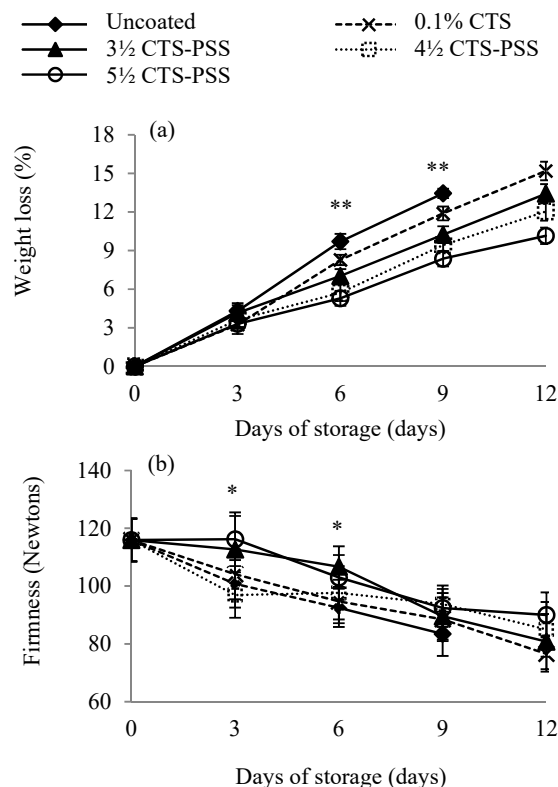 Uncoated
0.1% CTS
3½ CTS-PSS
4½ CTS-PSS
5½ CTS-PSS
(a)
Weight loss (%)
18
15
12
9
6
3
0
**
**
0 3 6 9 12
Days of storage (days)
(b)
Firmness (Newtons)
140
120
100
80
60
*
*
0 3 6 9 12
Days of storage (days)